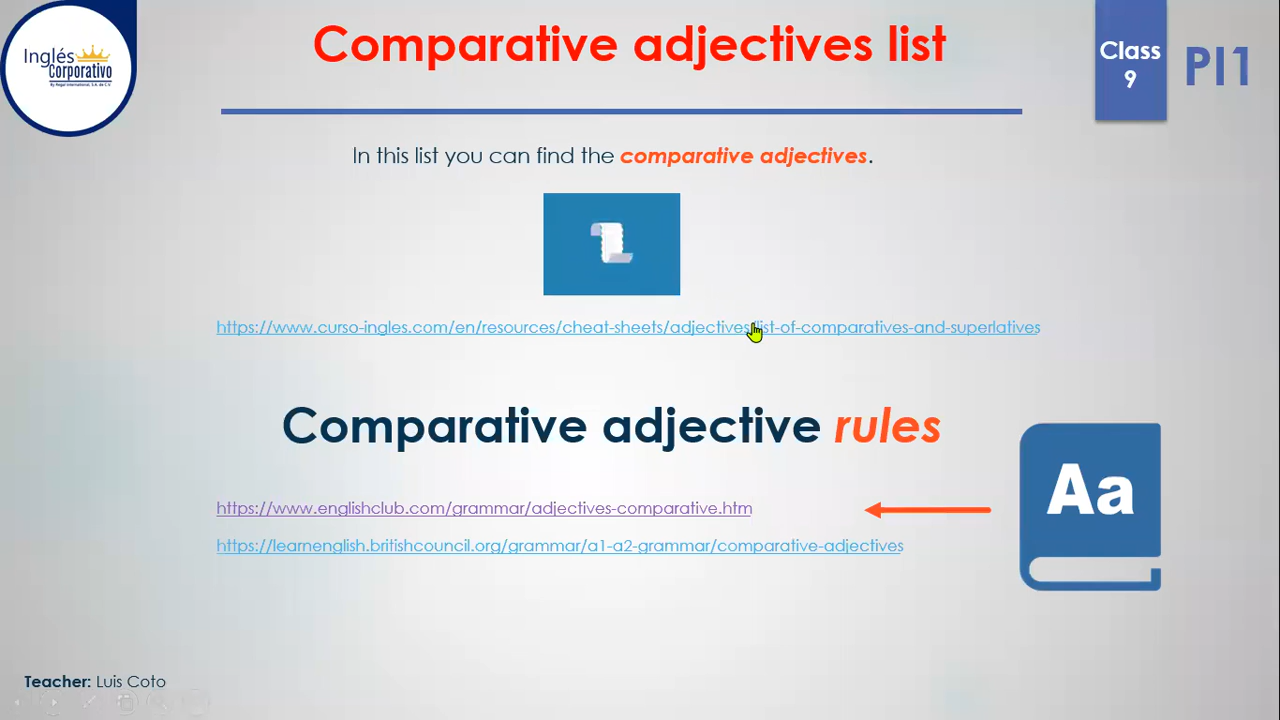 Inglés
Corporativo
By Regal International, S.A. de C.V.
Comparative adjectives list
Class
9
PI1
In this list you can find the comparative adjectives.
https://www.curso-ingles.com/en/resources/cheat-sheets/adjectives/list-of-comparatives-and-superlatives
Comparative adjective rules
https://www.englishclub.com/grammar/adjectives-comparative.htm
https://learnenglish.britishcouncil.org/grammar/a1-a2-grammar/comparative-adjectives
Aa
Teacher: Luis Coto